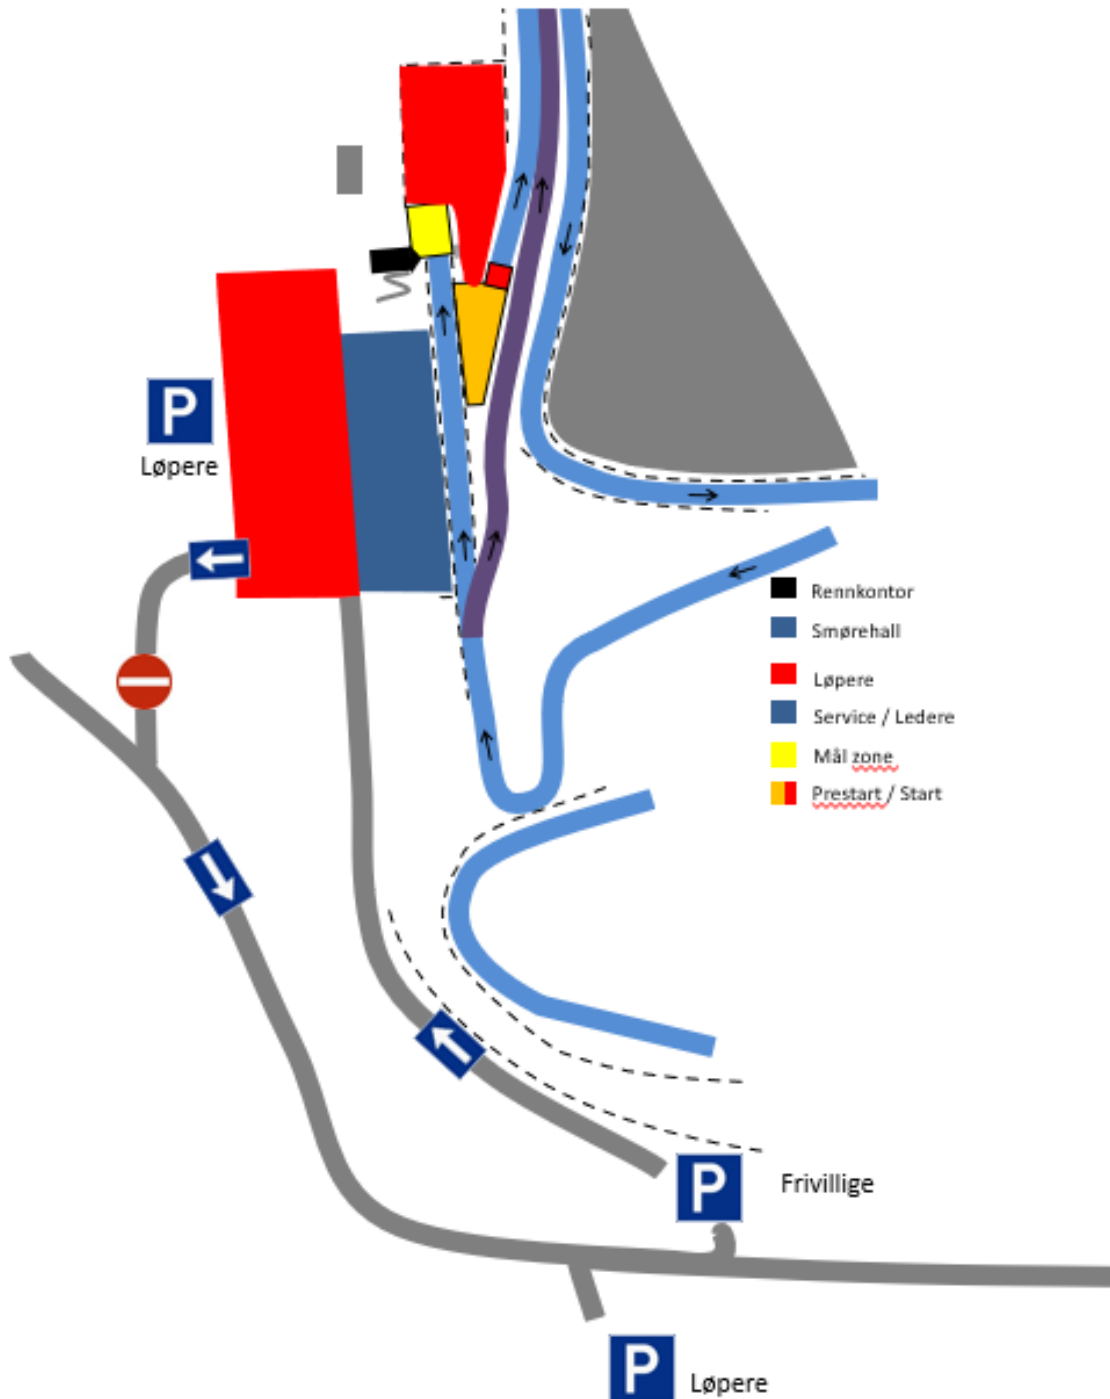 P
Løpere
Rennkontor
Smørehall
Løpere
Service / Ledere
Mål zone
Prestart / Start
P
Frivillige
P
Løpere